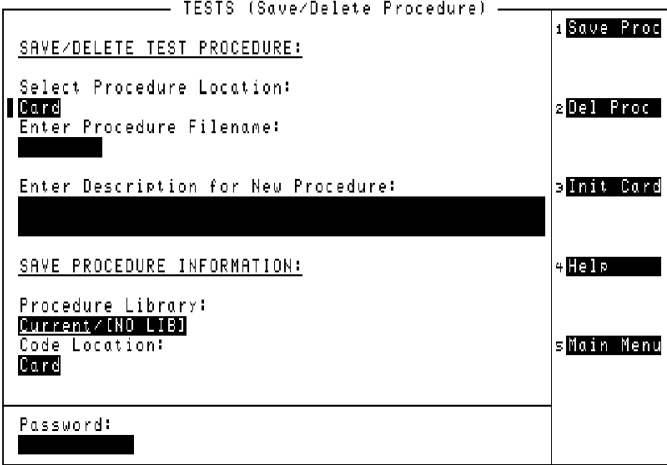 TESTS (Save/Delete Procedure)
SAVE/DELETE TEST PROCEDURE:
Select Procedure Location:
Card
Enter Procedure Filename:
Enter Description for New Procedure:
SAVE PROCEDURE INFORMATION:
Procedure Library:
Current/[NO LIB]
Code Location:
Card
Password:
1 Save Proc
2 Del Proc
3 Init Card
4 Help
5 Main Menu